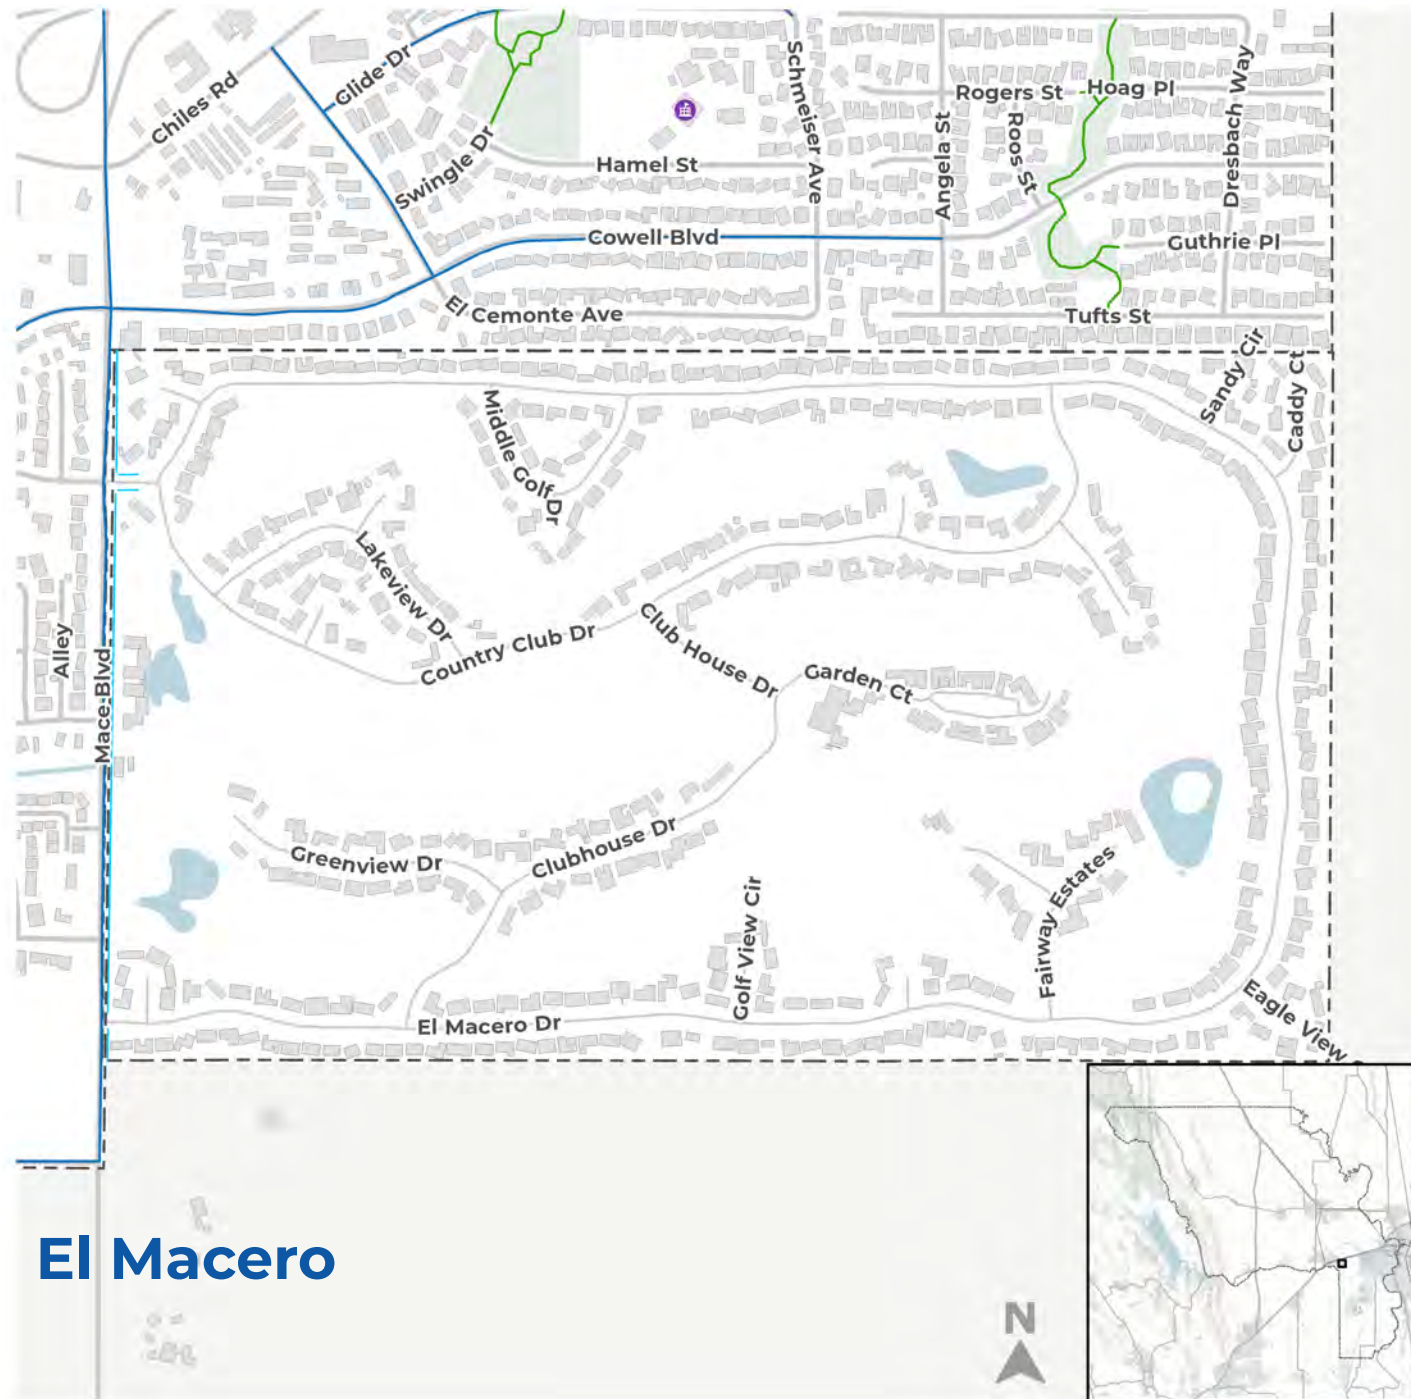 Glide Dr
Chiles Rd
Schmeiser Ave
Rogers St
Hoag Pl
Dresbach Way
Roos St
Angela St
Swingle Dr
Hamel St
Cowell Blvd
Guthrie Pl
El Cemonte Ave
Tufts St
Sandy Cir
Caddy Ct
Middle Golf Dr
Lakeview Dr
Alley
Mace Blvd
Country Club Dr
Club House Dr
Garden Ct
Greenview Dr
Clubhouse Dr
Golf View Cir
Fairway Estates
El Macero Dr
Eagle View
El Macero
N